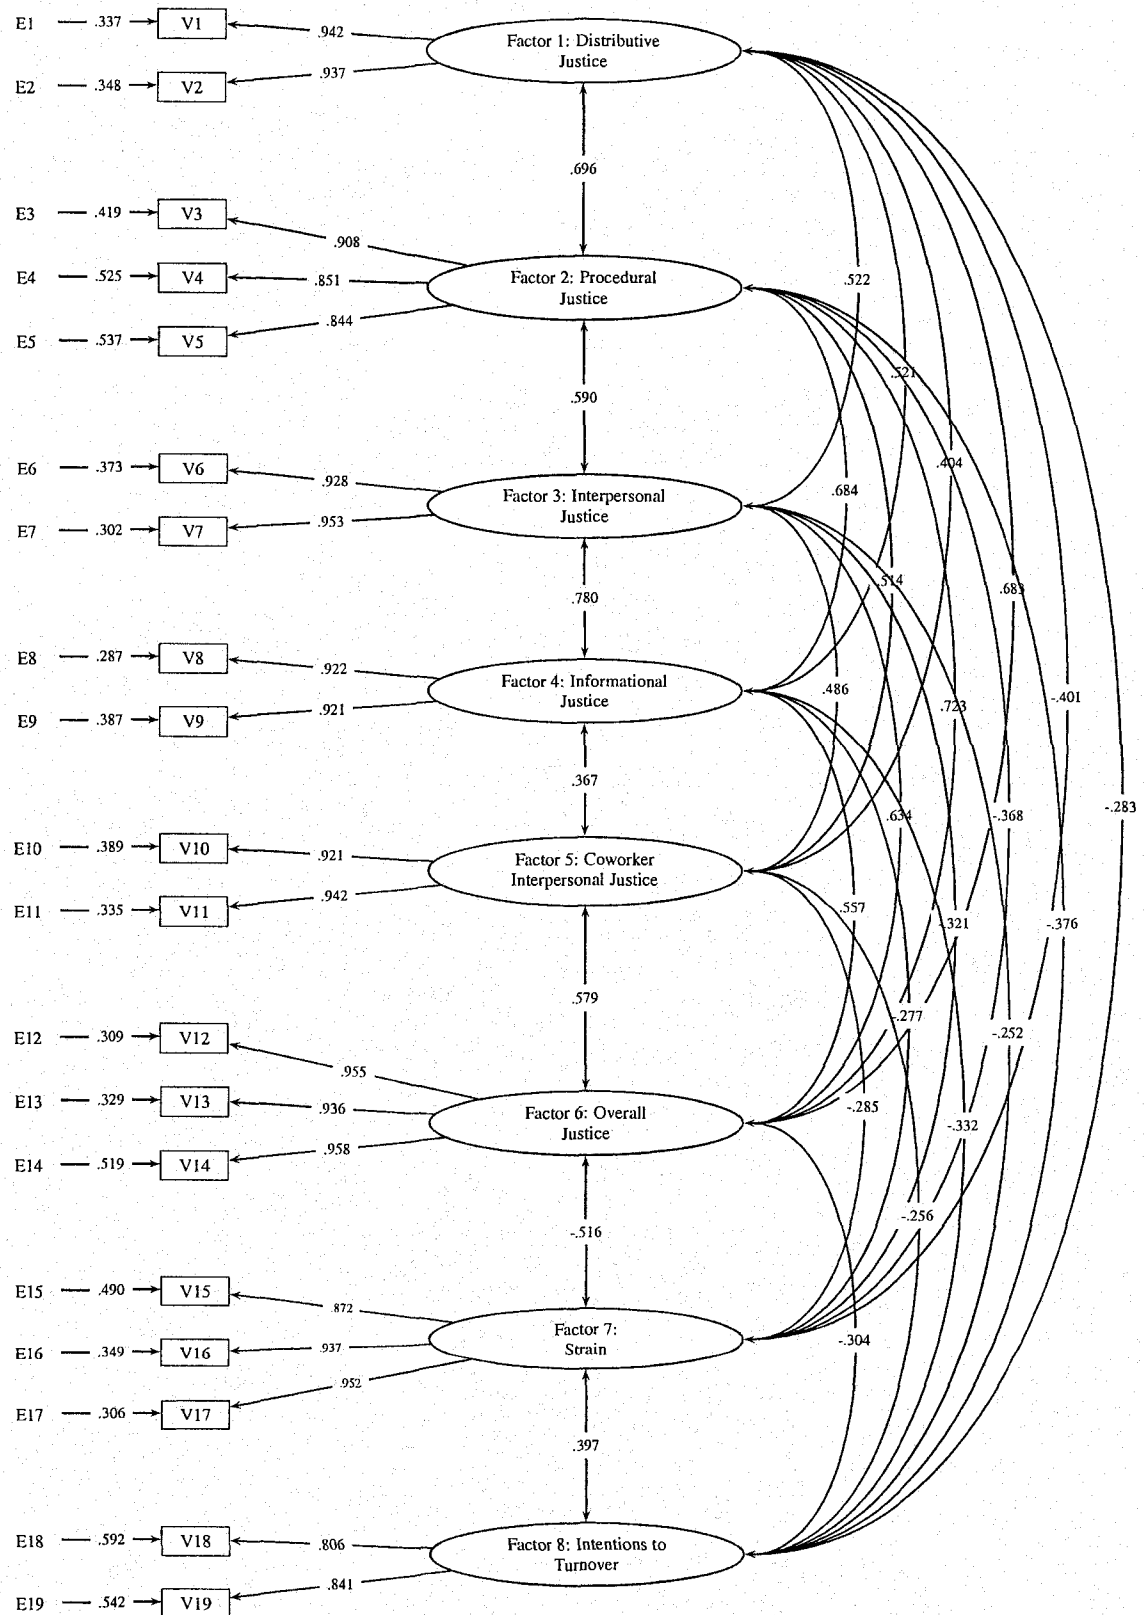 E1 .337 V1 .942
Factor 1: Distributive
Justice
E2 .348 V2 .937
.696
E3 .419 V3 .908
.522
E4 .525 V4 .851
Factor 2: Procedural
Justice
E5 .537 V5 .844
.521
.590
.404
E6 .373 V6 .928
.684
Factor 3: Interpersonal
Justice
E7 .302 V7 .953
.514
.683
.780
E8 .287 V8 .922
Factor 4: Informational
Justice
.486
-.401
E9 .387 V9 .921
.723
.367
-.283
.634
-.368
E10 .389 V10 .921
Factor 5: Coworker
Interpersonal Justice
E11 .335 V11 .942
.557
-.321
-.376
.579
-.277
-.252
E12 .309 V12 .955
E13 .329 V13 .936
-.285
Factor 6: Overall
Justice
-.332
E14 .519 V14 .958
-.256
-.516
E15 .490 V15 .872
Factor 7:
Strain
-.304
E16 .349 V16 .937
E17 .306 V17 .952
.397
E18 .592 V18 .806
Factor 8: Intentions to
Turnover
E19 .542 V19 .841